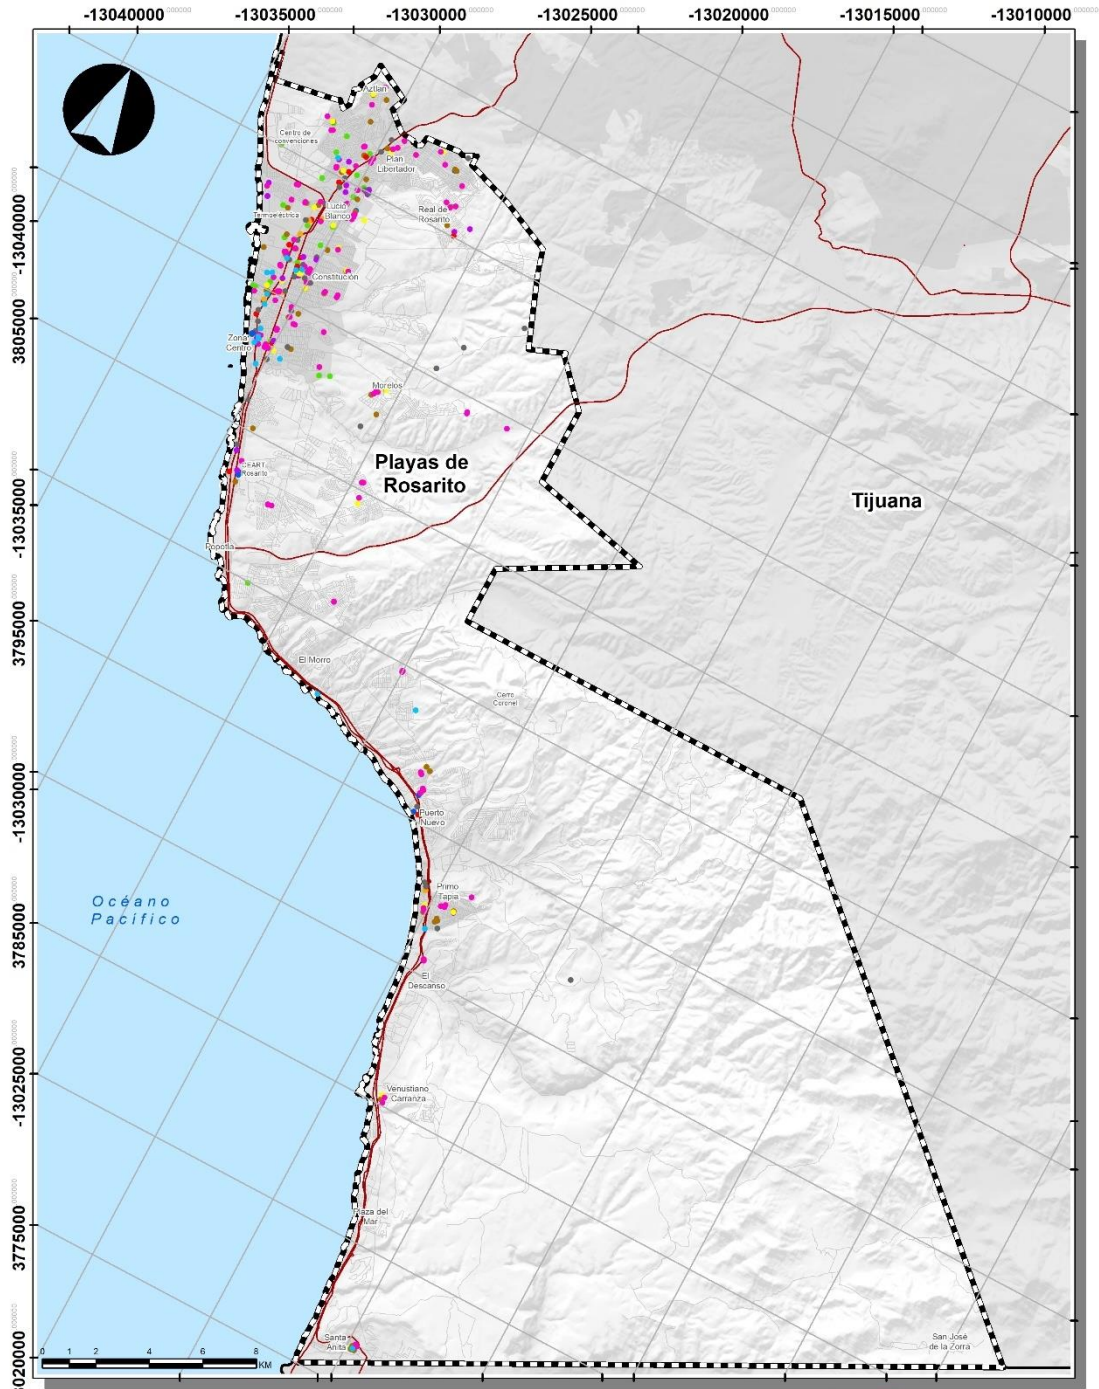 -13040000 -13035000 -13030000 -13025000 -13020000 -13015000 -13010000
Aztlan
Centro de
convenciones
Plan
Libertador
Lucio
Blanco
Termoeléctrica
Real de
Rosarito
-13040000
Constitución
3805000
Zona
Centro
Morelos
Playas de
Rosarito
CEART
Rosarito
Tijuana
-13035000
Popotla
3795000
El Morro
Cerro
Coronel
-13030000
Puerto
Nuevo
Primo
Tapia
Océano
Pacífico
3785000
El
Descanso
-13025000
Venustiano
Carranza
Plaza del
Mar
3775000
Santa
Anita
San José
de la Zorra
0 1 2 4 6 8
KM